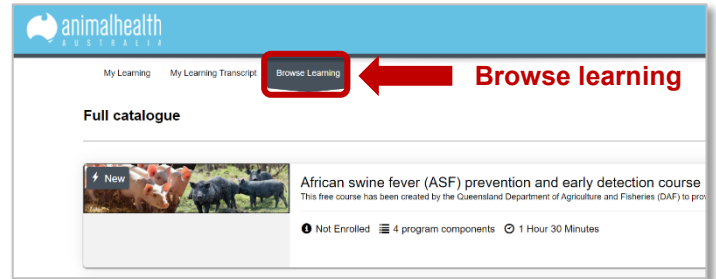 animalhealth
AUSTRALIA
My Learning My Learning Transcript Browse Learning
Browse learning
Full catalogue
New
African swine fever (ASF) prevention and early detection course
This free course has been created by the Queensland Department of Agriculture and Fisheries (DAF) to
Not Enrolled 4 program components 1 Hour 30 Minutes